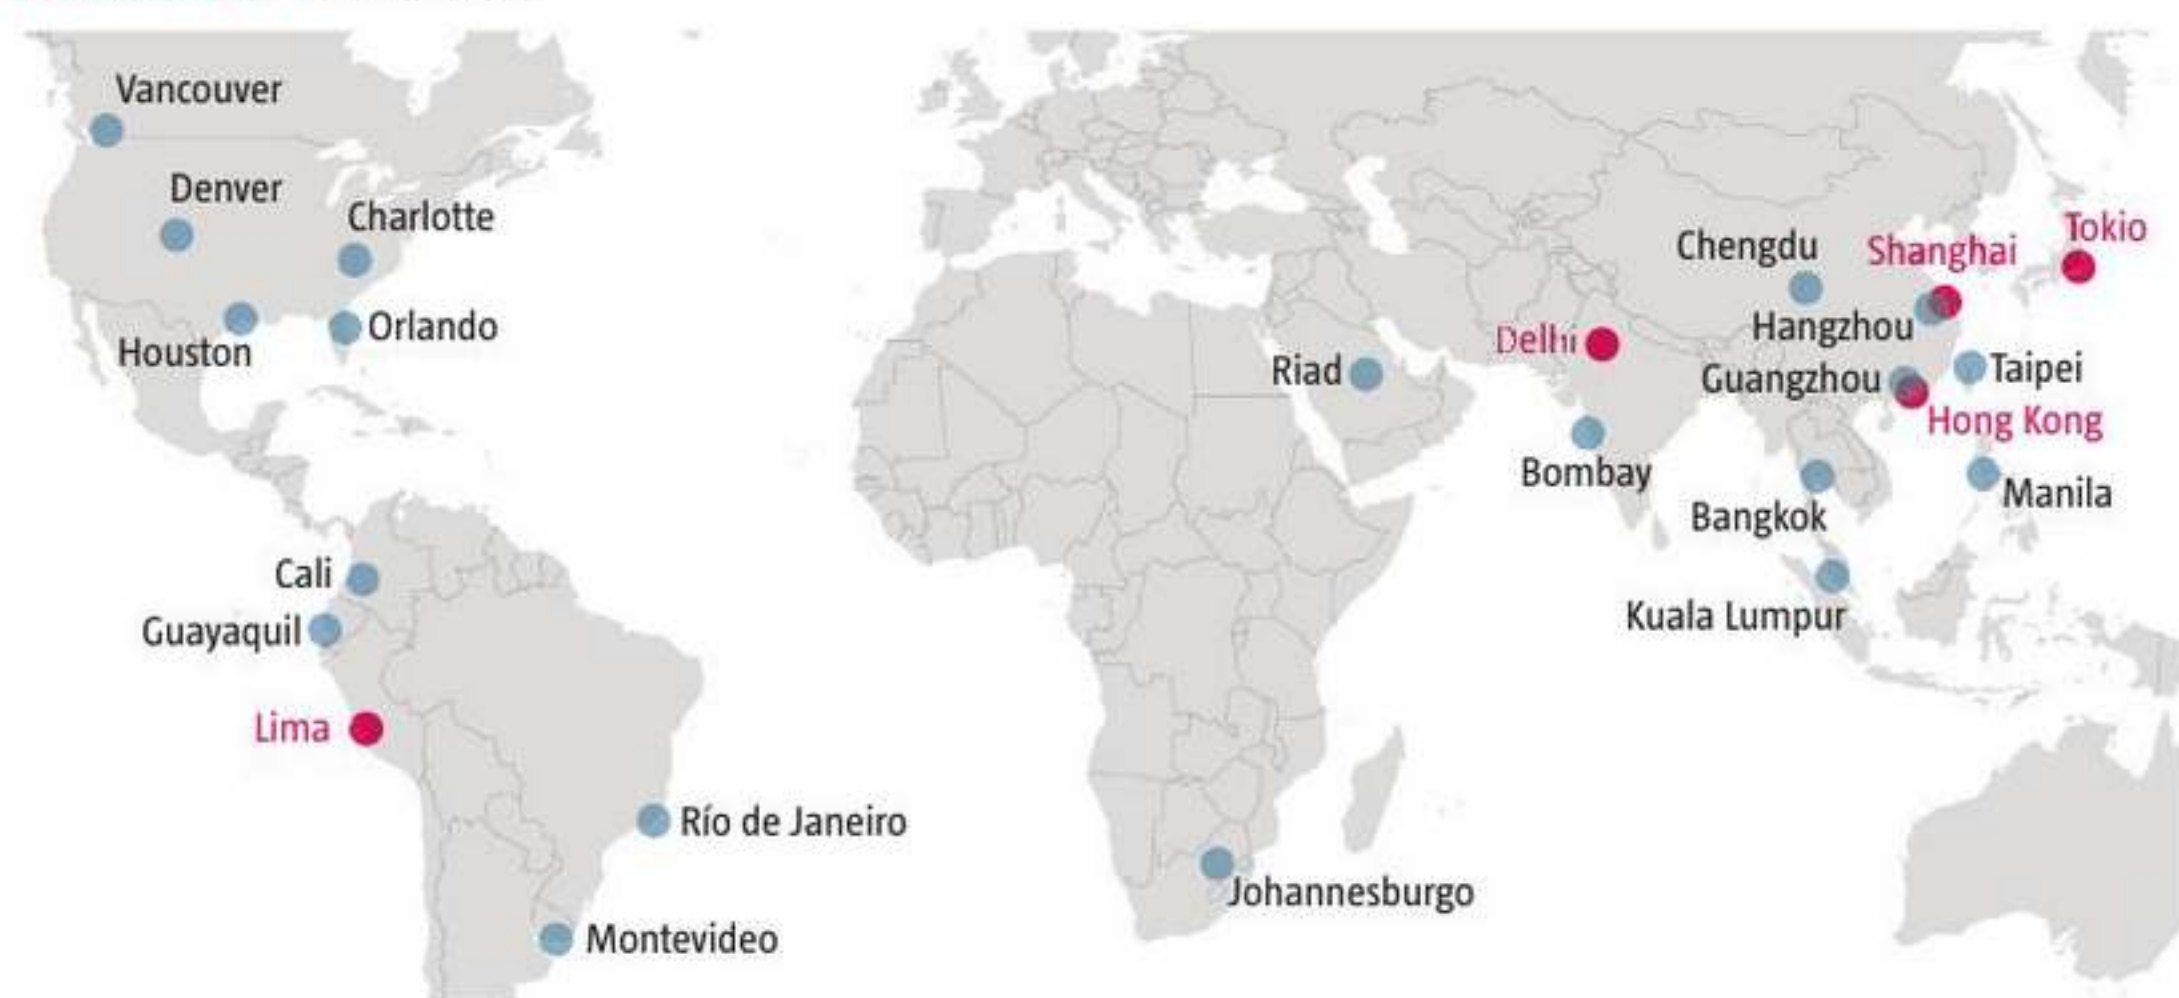 Vancouver
Denver
Charlotte
Houston
Orlando
Cali
Guayaquil
Lima
Río de Janeiro
Montevideo
Johannesburgo
Riad
Delhi
Bombay
Chengdu
Shanghai
Tokio
Hangzhou
Guangzhou
Taipei
Hong Kong
Bangkok
Manila
Kuala Lumpur